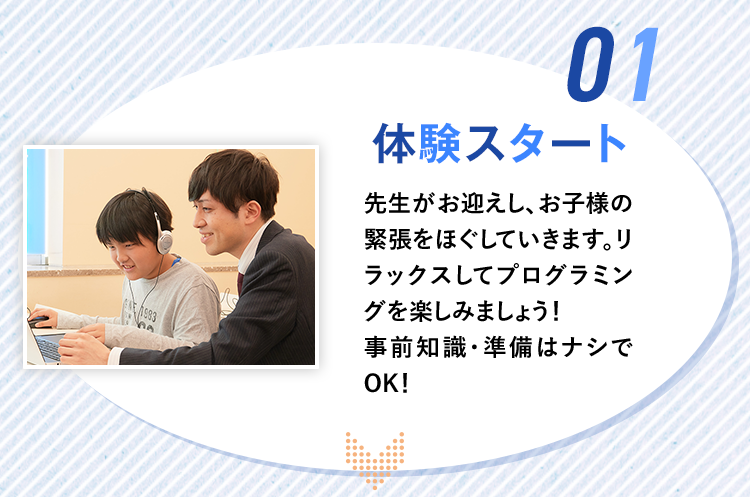 01
体験スタート
先生がお迎えし、お子様の
緊張をほぐしていきます。リ
ラックスしてプログラミン
グを楽しみましょう!
事前知識・準備はナシで
OK!